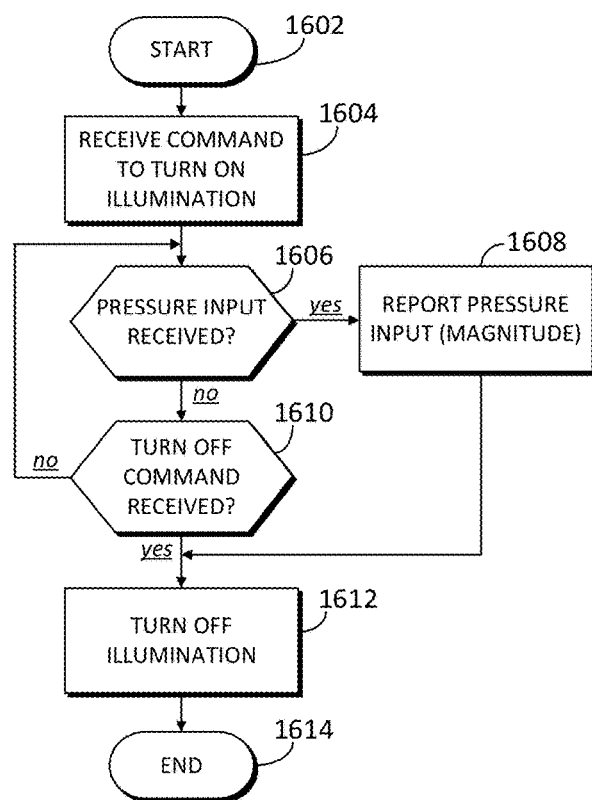 1602
START
1604
RECEIVE COMMAND
TO TURN ON
ILLUMINATION
1606
PRESSURE INPUT
RECEIVED?
yes
1608
REPORT PRESSURE
INPUT (MAGNITUDE)
no
1610
TURN OFF
COMMAND
RECEIVED?
no
yes
1612
TURN OFF
ILLUMINATION
1614
END